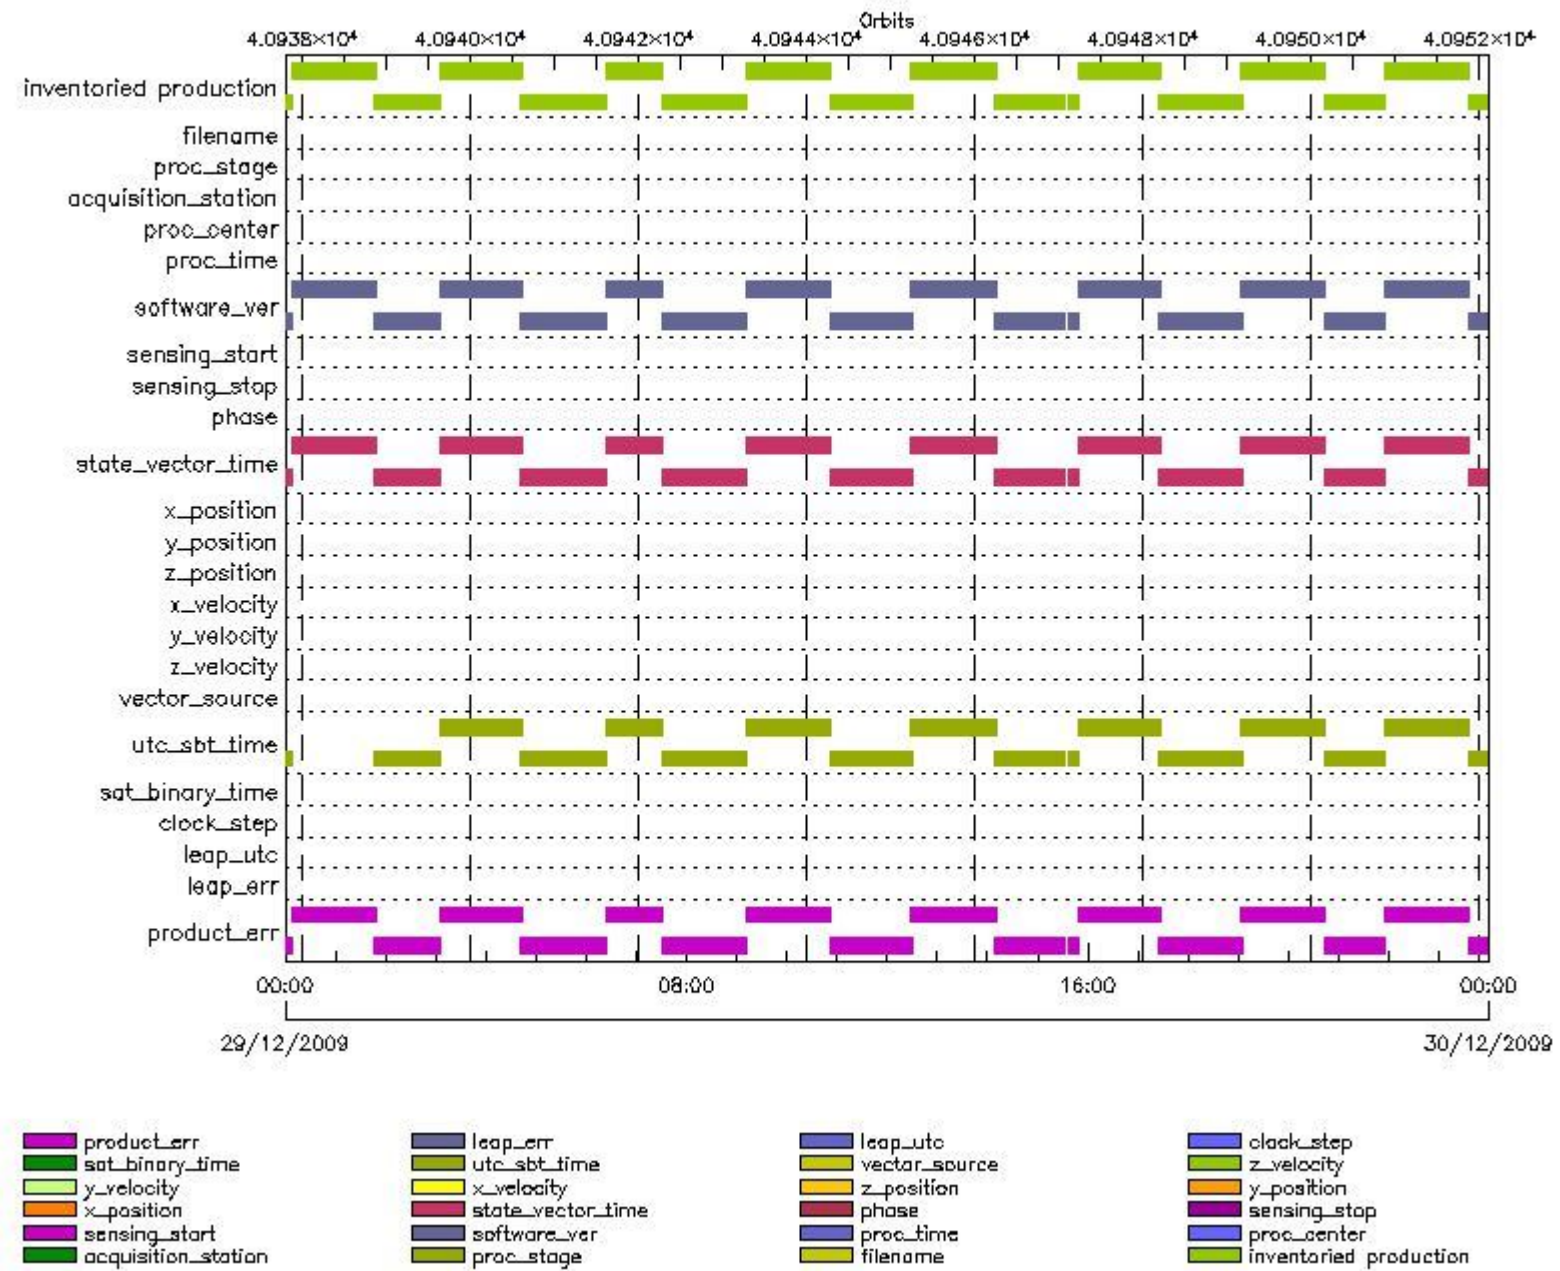 Orbits
4.0938×10⁴ 4.0940×10⁴ 4.0942×10⁴ 4.0944×10⁴ 4.0946×10⁴ 4.0948×10⁴ 4.0950×10⁴ 4.0952×10⁴
inventoried production
filename
proc_stage
acquisition_station
proc_center
proc_time
software_ver
sensing_start
sensing_stop
phase
state_vector_time
x_position
y_position
z_position
x_velocity
y_velocity
z_velocity
vector_source
utc_sbt_time
sat_binary_time
clock_step
leap_utc
leap_err
product_err
00:00 08:00 16:00 00:00
29/12/2009 30/12/2009
product_err leap_err leap_utc clock_step
sat_binary_time utc_sbt_time vector_source z_velocity
y_velocity x_velocity z_position y_position
x_position state_vector_time phase sensing_stop
sensing_start software_ver proc_time proc_center
acquisition_station proc_stage filename inventoried production